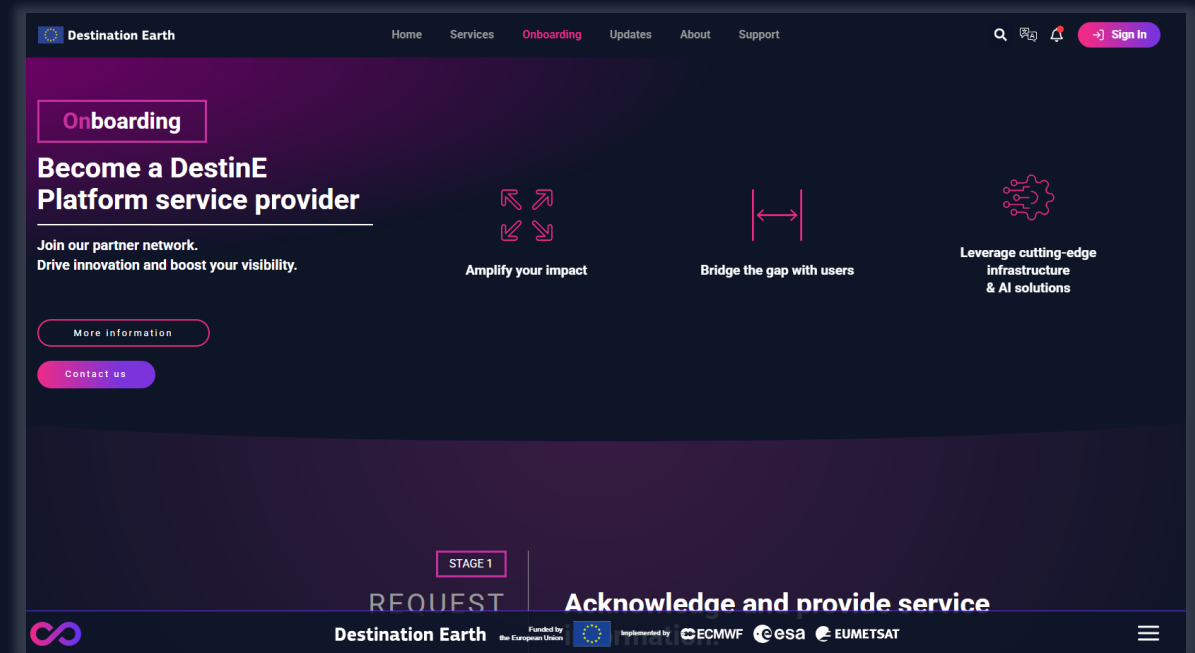 Destination Earth
Home
Services
Onboarding
Updates
About
Support
Sign In
Onboarding
Become a DestinE
Platform service provider
Join our partner network.
Drive innovation and boost your visibility.
More information
Contact us
Amplify your impact
Bridge the gap with users
Leverage cutting-edge
infrastructure
& AI solutions
STAGE 1
REQUEST
Acknowledge and provide service
information.
Destination Earth
Funded by
the European Union
Implemented by
ECMWF
esa
EUMETSAT